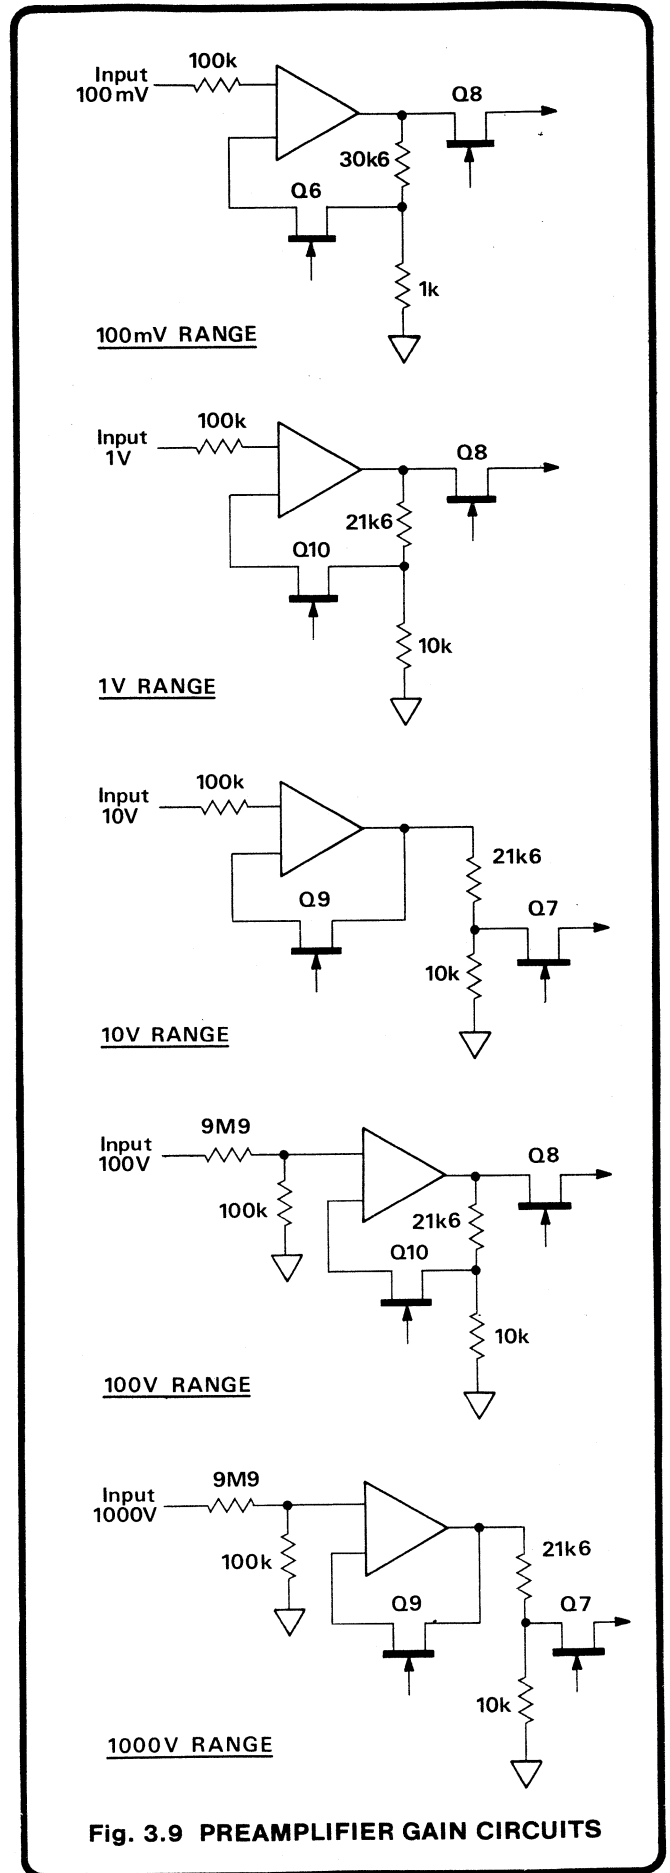 100k
Input
100mV
Q8
30k6
Q6
1k
100mV RANGE
100k
Input
1V
Q8
21k6
Q10
10k
1V RANGE
100k
Input
10V
21k6
Q9
Q7
10k
10V RANGE
9M9
Input
100V
Q8
100k
21k6
Q10
10k
100V RANGE
9M9
Input
1000V
21k6
100k
Q9
Q7
10k
1000V RANGE
Fig. 3.9 PREAMPLIFIER GAIN CIRCUITS